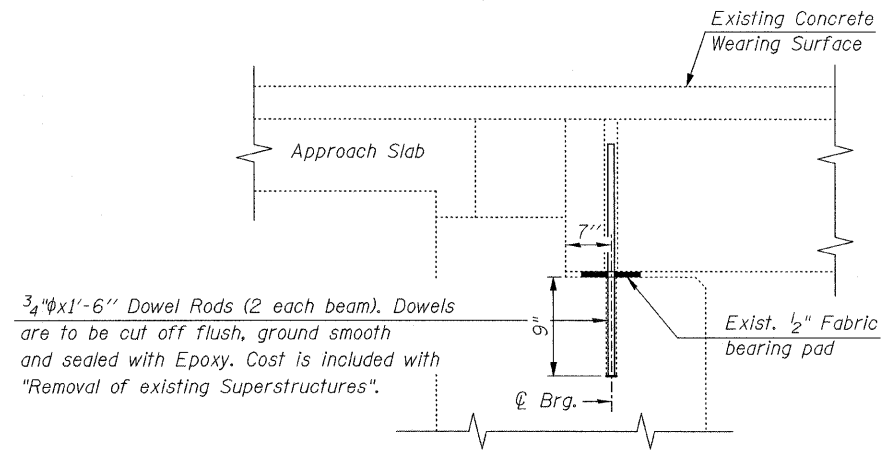 Existing Concrete
Wearing Surface
Approach Slab
7"
3/4"ϕx1'-6" Dowel Rods (2 each beam). Dowels
are to be cut off flush, ground smooth
and sealed with Epoxy. Cost is included with
"Removal of existing Superstructures".
9"
Exist. 1/2" Fabric
bearing pad
℄ Brg.